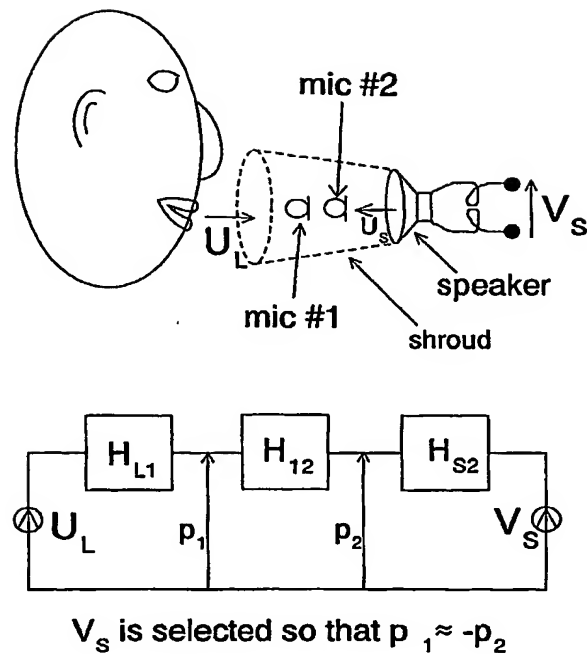 mic #2
U_L
U_S
V_S
mic #1
speaker
shroud
H_L1
H_12
H_S2
U_L
p_1
p_2
V_S
V_S is selected so that p_1 ≈ -p_2